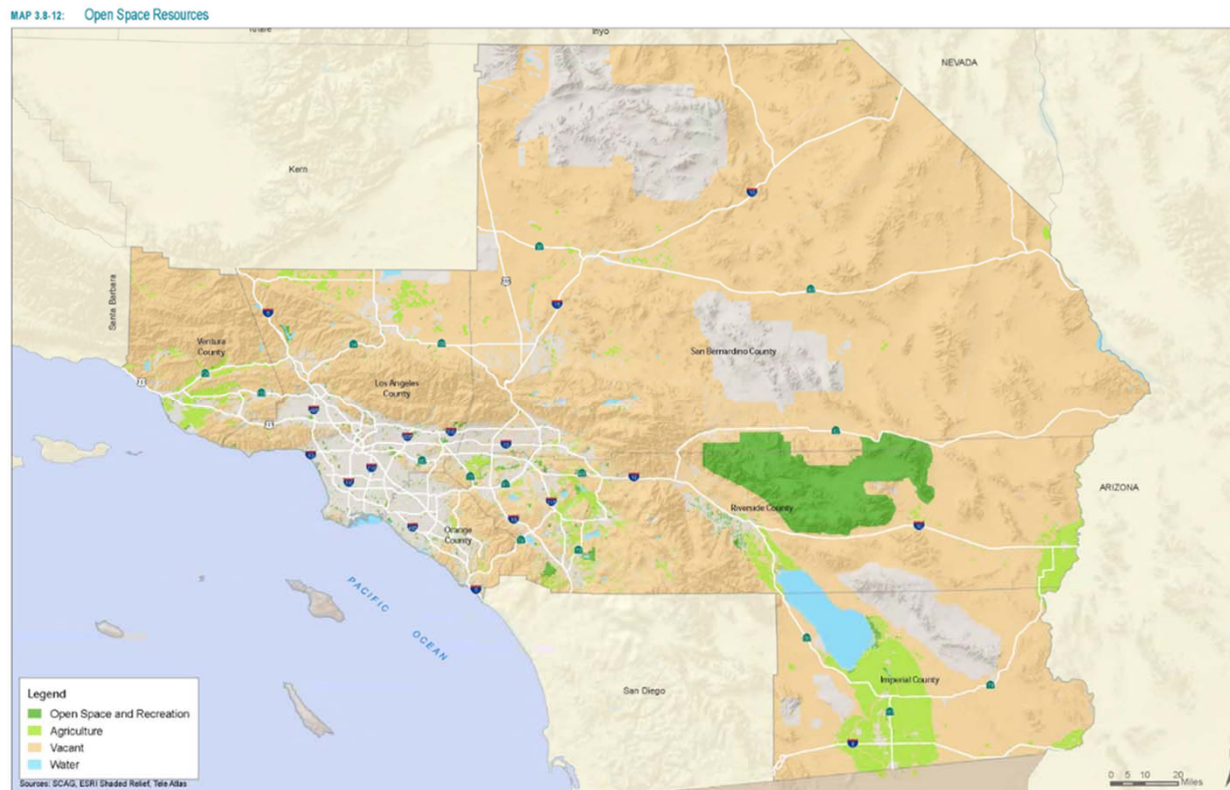 MAP 3.8-12: Open Space Resources
Inyo
NEVADA
Kern
Santa Barbara
Ventura
County
Los Angeles
County
San Bernardino County
ARIZONA
Riverside County
Orange
County
PACIFIC
OCEAN
San Diego
Imperial County
Legend
Open Space and Recreation
Agriculture
Vacant
Water
Sources: SCAG, ESRI Shaded Relief, Tele Atlas
0 5 10 20
Miles